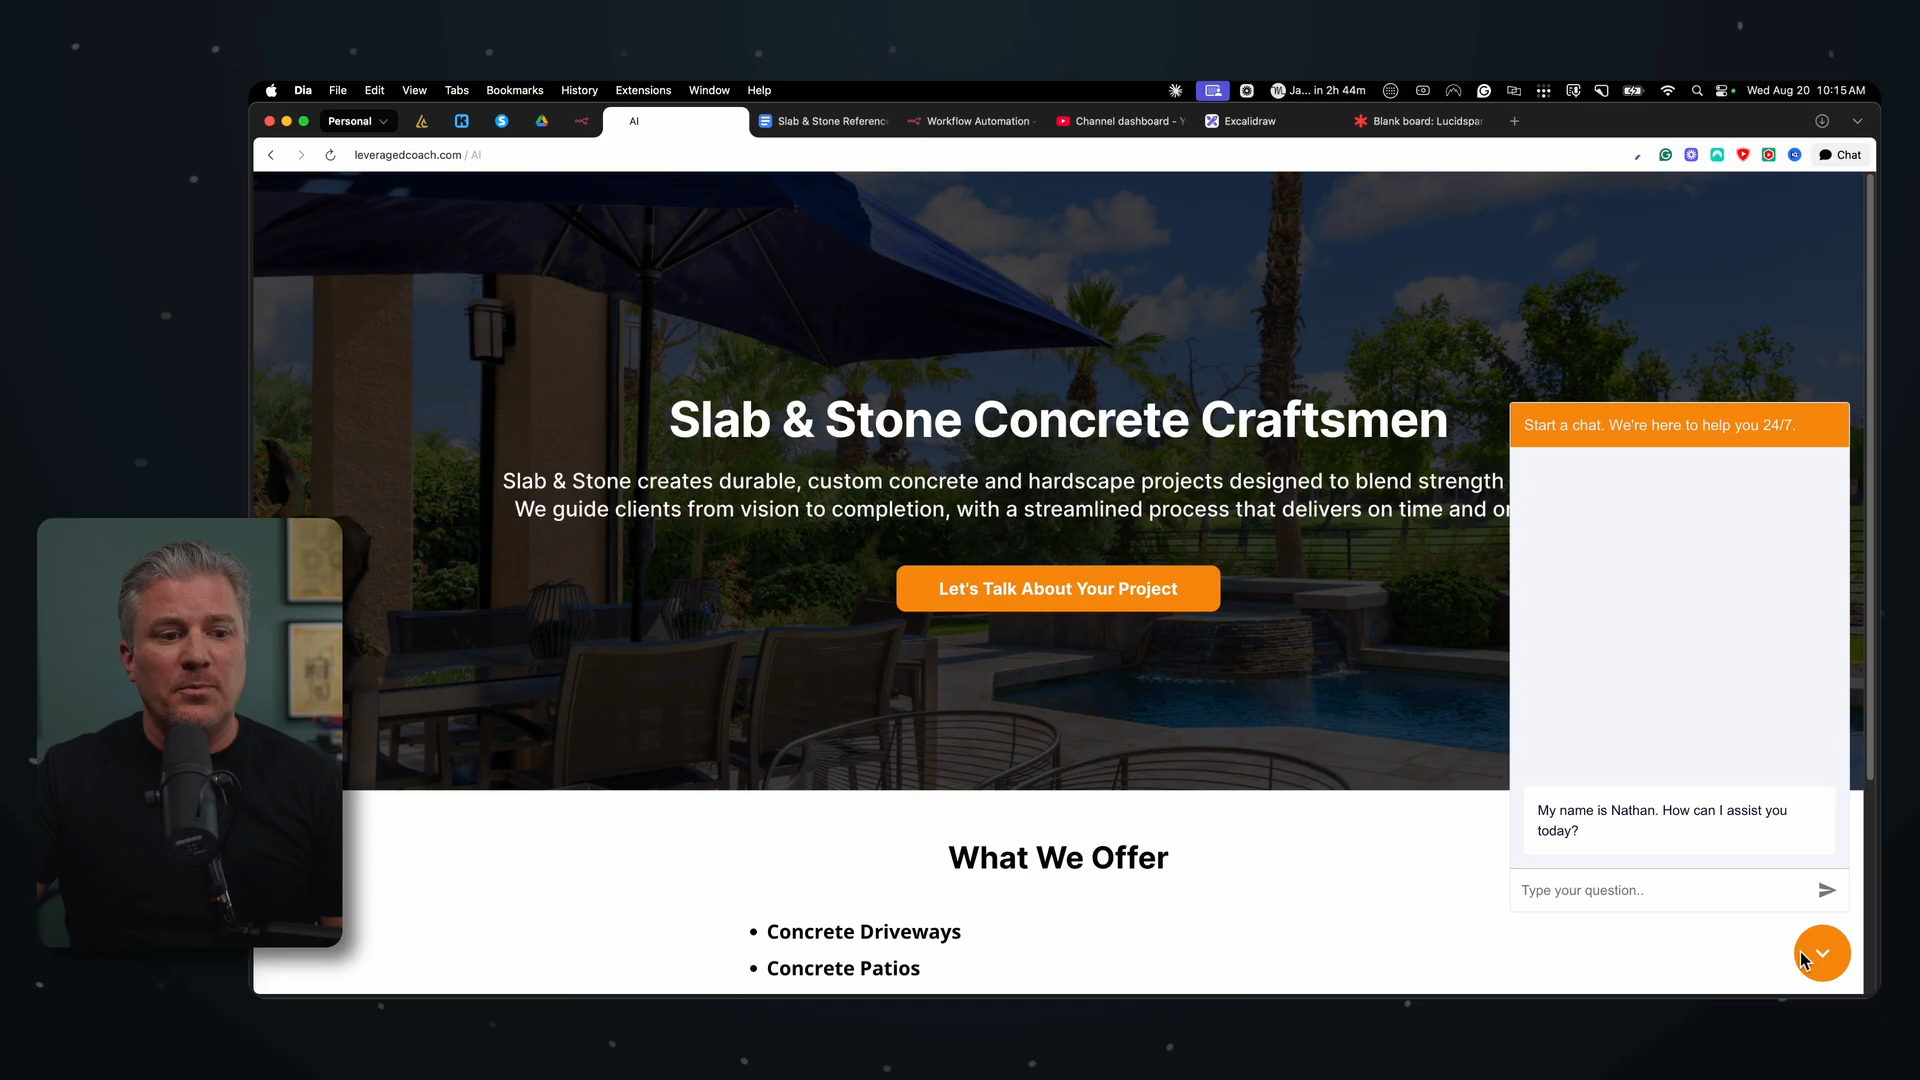 Dia File Edit View Tabs Bookmarks History Extensions Window Help
Ja... in 2h 44m
Wed Aug 20 10:15 AM
Personal
AI
Slab & Stone Referenc
Workflow Automation -
Channel dashboard - Y
Excalidraw
Blank board: Lucidspar
leveragedcoach.com / AI
Chat
Slab & Stone Concrete Craftsmen
Slab & Stone creates durable, custom concrete and hardscape projects designed to blend strength
We guide clients from vision to completion, with a streamlined process that delivers on time and or
Let's Talk About Your Project
What We Offer
• Concrete Driveways
• Concrete Patios
Start a chat. We're here to help you 24/7.
My name is Nathan. How can I assist you
today?
Type your question..